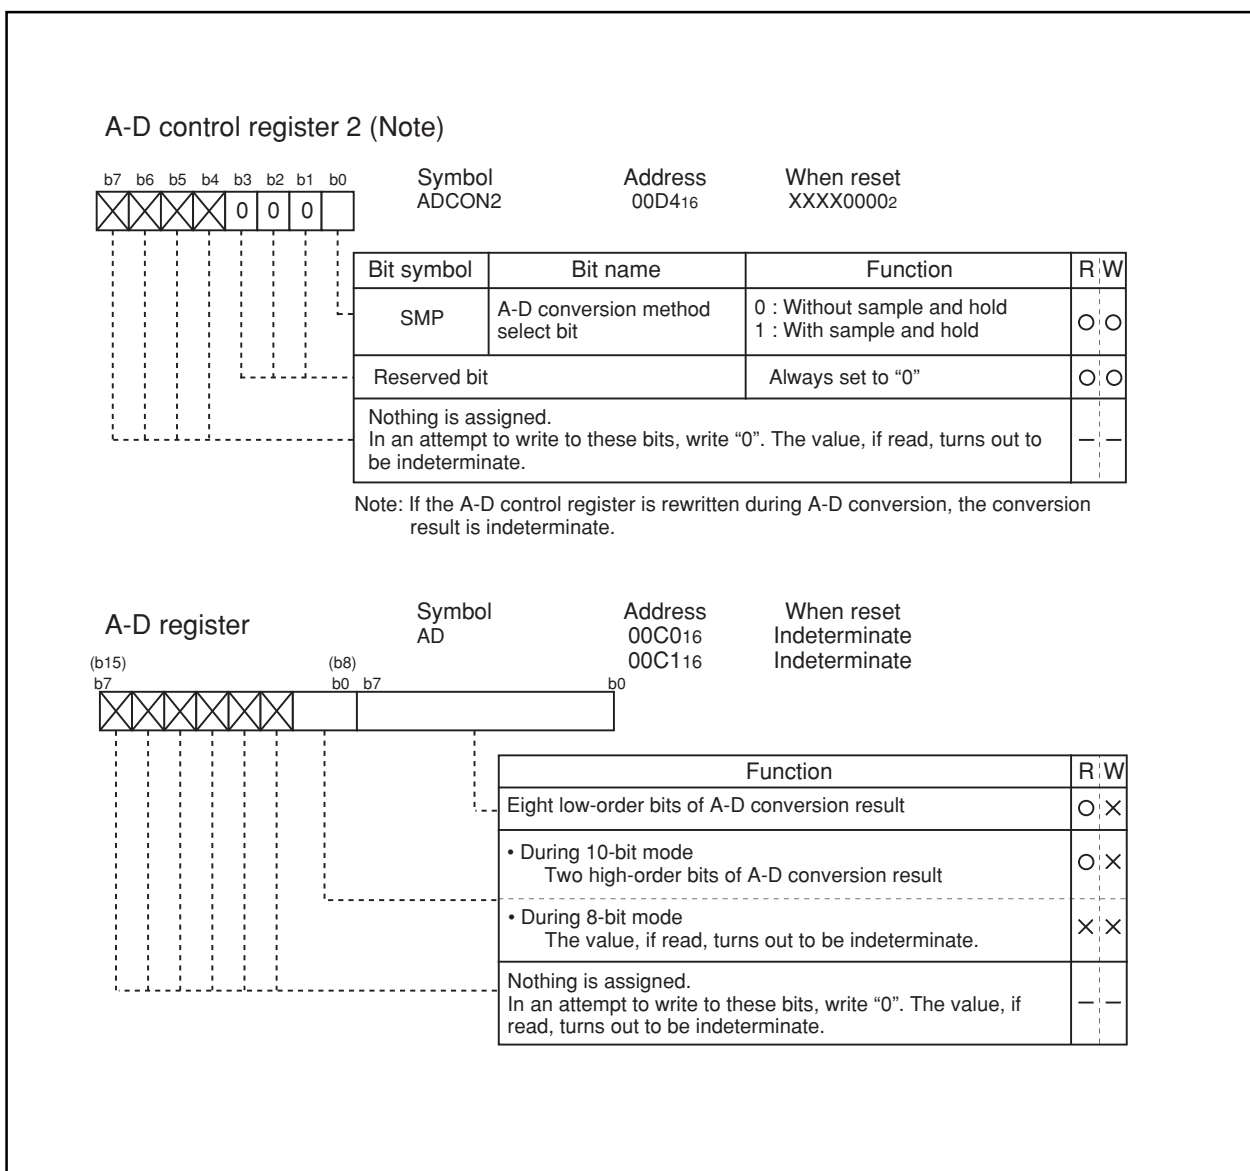 A-D control register 2 (Note)
b7 b6 b5 b4 b3 b2 b1 b0
0 0 0
Symbol Address When reset
ADCON2 00D416 XXXX00002
Bit symbol Bit name Function R W
SMP A-D conversion method select bit 0 : Without sample and hold
1 : With sample and hold
Reserved bit Always set to “0”
Nothing is assigned.
In an attempt to write to these bits, write “0”. The value, if read, turns out to
be indeterminate.
Note: If the A-D control register is rewritten during A-D conversion, the conversion
result is indeterminate.
A-D register
Symbol Address When reset
AD 00C016 Indeterminate
00C116 Indeterminate
(b15) (b8)
b7 b0 b7 b0
Function R W
Eight low-order bits of A-D conversion result
• During 10-bit mode
Two high-order bits of A-D conversion result
• During 8-bit mode
The value, if read, turns out to be indeterminate.
Nothing is assigned.
In an attempt to write to these bits, write “0”. The value, if
read, turns out to be indeterminate.